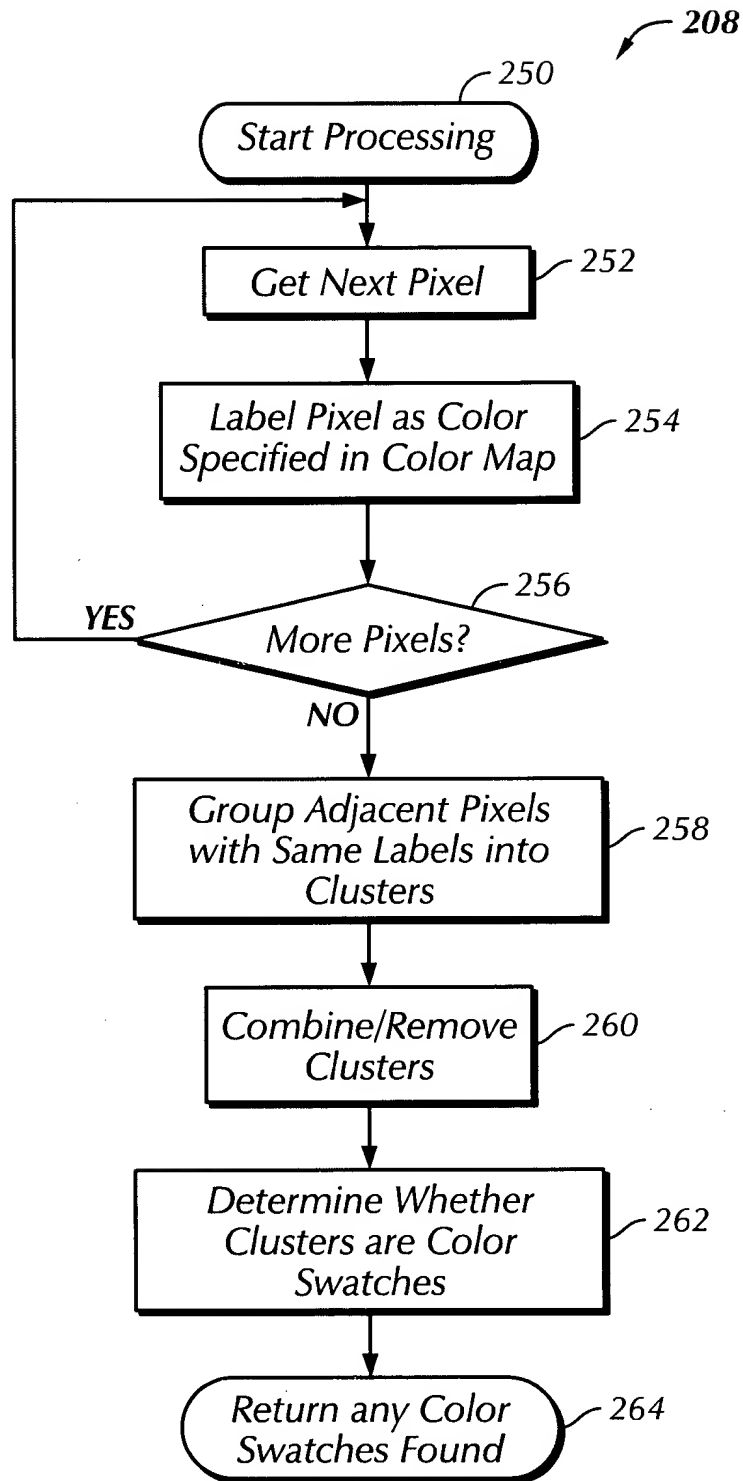 208
250
Start Processing
252
Get Next Pixel
Label Pixel as Color
Specified in Color Map
254
256
YES
More Pixels?
NO
Group Adjacent Pixels
with Same Labels into
Clusters
258
Combine/Remove
Clusters
260
Determine Whether
Clusters are Color
Swatches
262
Return any Color
Swatches Found
264